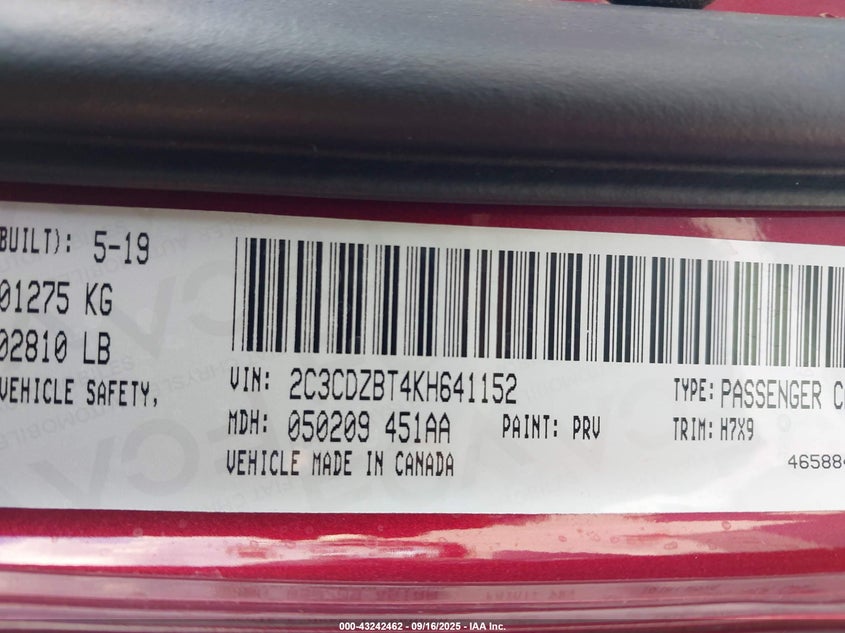 BUILT): 5-19
01275 KG
02810 LB
VEHICLE SAFETY,
VIN: 2C3CDZBT4KH641152
TYPE: PASSENGER
MDH: 050209 451AA
PAINT: PRV
TRIM: H7X9
VEHICLE MADE IN CANADA
46588
000-43242462 - 09/16/2025 - IAA Inc.